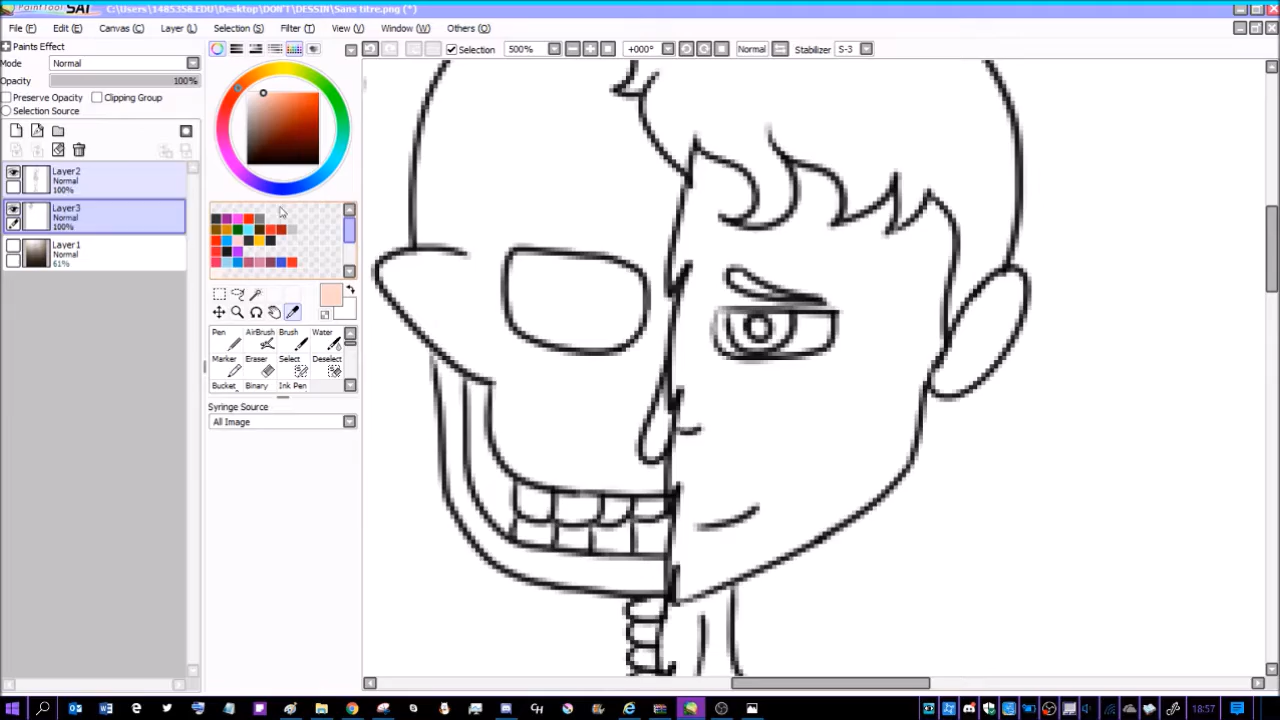 PaintTool SAI C:\Users\1485358.EDU\Desktop\DON'T\DESSIN\Sans titre.png (*)
File (F) Edit (E) Canvas (C) Layer (L) Selection (S) Filter (T) View (V) Window (W) Others (O)
Paints Effect
Selection 500% +000° Normal Stabilizer S-3
Mode Normal
Opacity 100%
Preserve Opacity Clipping Group
Selection Source
Layer2
Normal
100%
Layer3
Normal
100%
Layer1
Normal
61%
Pen AirBrush Brush Water
Marker Eraser Select Deselect
Bucket Binary Ink Pen
Syringe Source
All Image
18:57